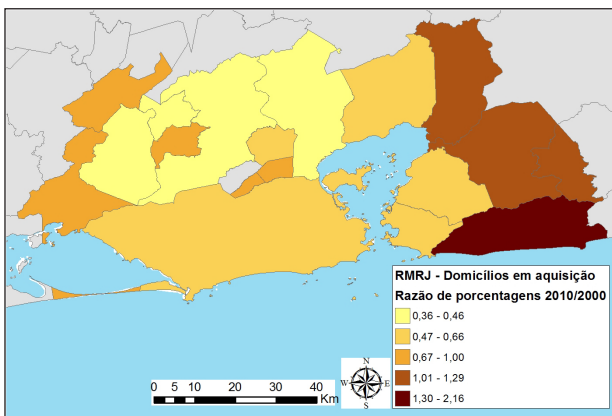 RMRJ - Domicílios em aquisição
Razão de porcentagens 2010/2000
0,36 - 0,46
0,47 - 0,66
0,67 - 1,00
1,01 - 1,29
1,30 - 2,16
N
W E
S
0 5 10 20 30 40
Km